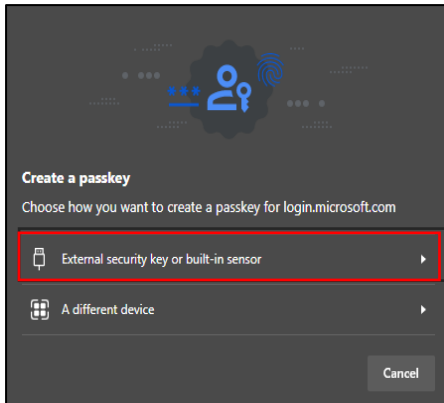 Create a passkey
Choose how you want to create a passkey for login.microsoft.com
External security key or built-in sensor
A different device
Cancel